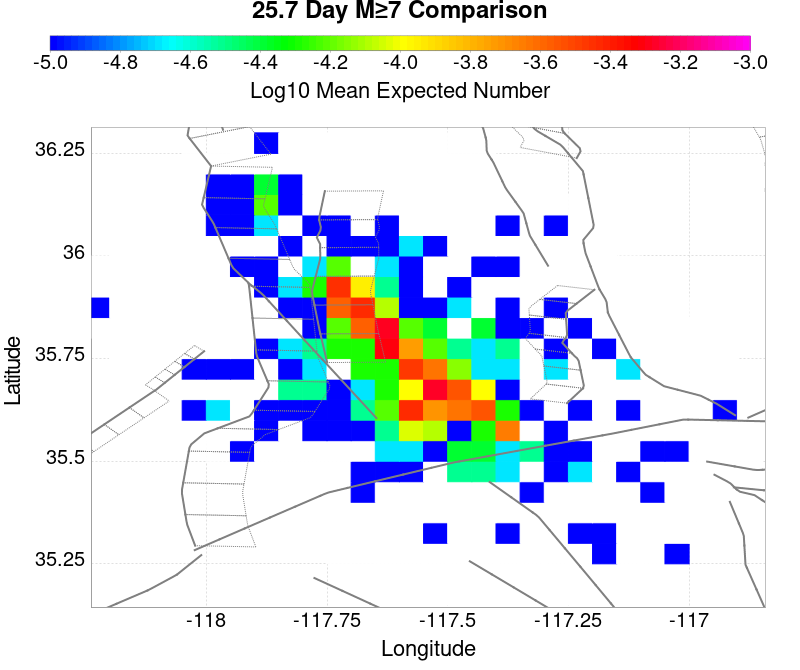 25.7 Day M≥7 Comparison
-5.0 -4.8 -4.6 -4.4 -4.2 -4.0 -3.8 -3.6 -3.4 -3.2 -3.0
Log10 Mean Expected Number
36.25
36
35.75
35.5
35.25
Latitude
-118 -117.75 -117.5 -117.25 -117
Longitude